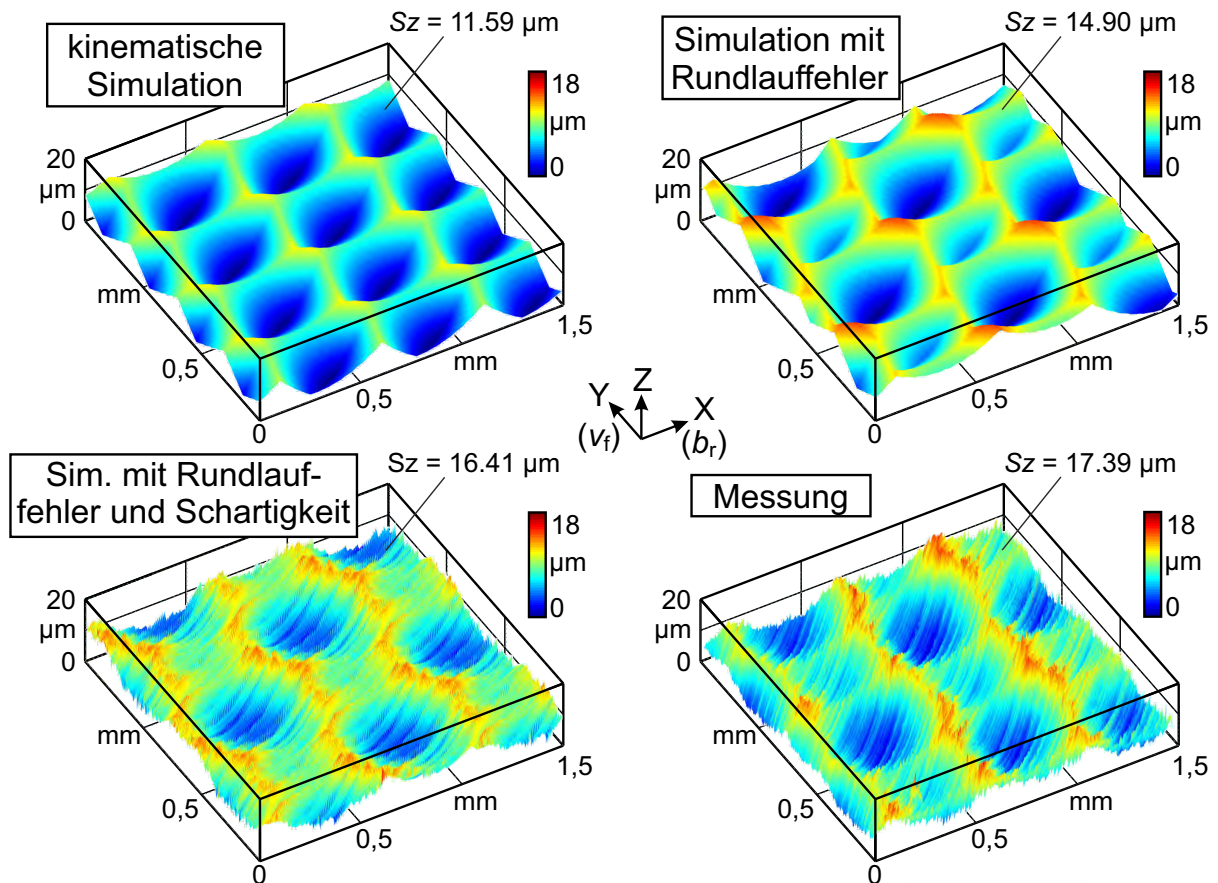 kinematische
Simulation
Sz = 11.59 µm
18
µm
0
20
µm
0
mm
0,5
0
0,5
mm
1,5
Simulation mit
Rundlauffehler
Sz = 14.90 µm
18
µm
0
20
µm
0
mm
0,5
0
0,5
mm
1,5
Y
(vf)
Z
X
(br)
Sim. mit Rundlauf-
fehler und Schartigkeit
Sz = 16.41 µm
18
µm
0
20
µm
0
mm
0,5
0
0,5
mm
1,5
Messung
Sz = 17.39 µm
18
µm
0
20
µm
0
mm
0,5
0
0,5
mm
1,5